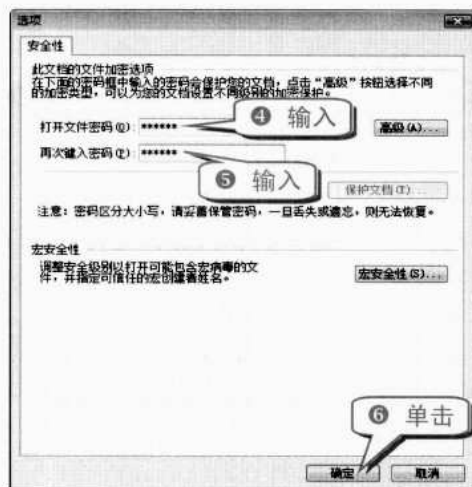 选项
安全性
此文档的文件加密选项
在下面的密码框中输入的密码会保护您的文档，点击“高级”按钮选择不同
的加密类型，可以为您的文档设置不同级别的加密保护。
打开文件密码(O)：****** ❹ 输入 高级(A)...
再次键入密码(P)：****** ❺ 输入
保护文档(T)...
注意：密码区分大小写，请妥善保管密码，一旦丢失或遗忘，则无法恢复。
宏安全性
调整安全级别以打开可能包含宏病毒的文
件，并指定可信任的宏创建者姓名。
宏安全性(S)...
❻ 单击
确定 取消